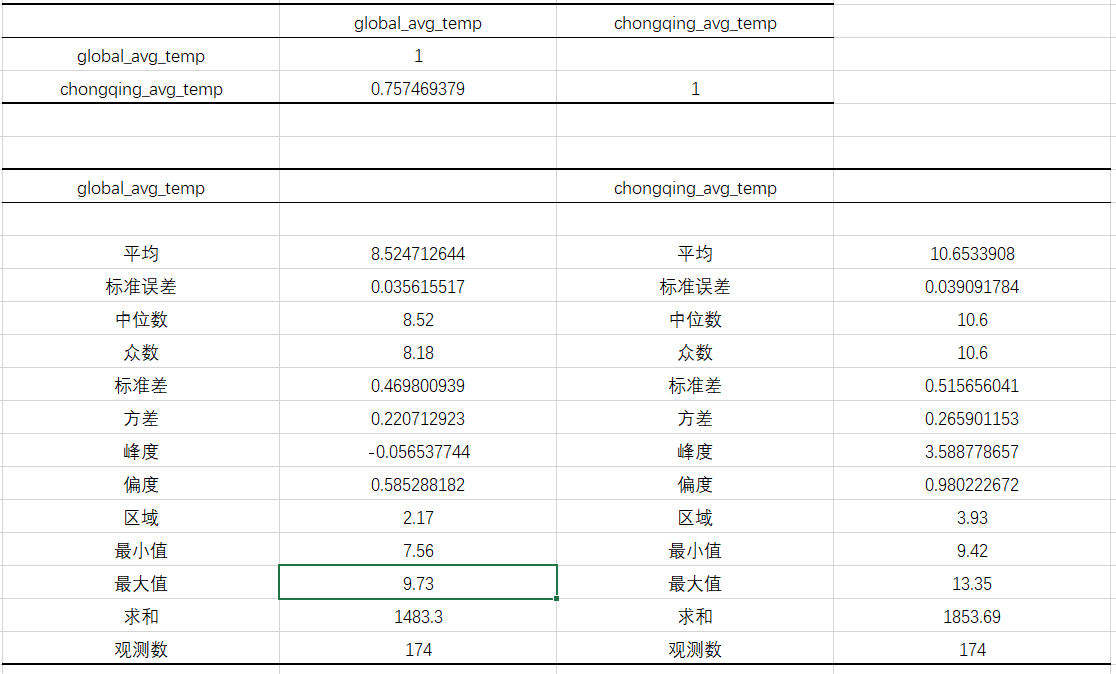 global_avg_temp chongqing_avg_temp
global_avg_temp 1
chongqing_avg_temp 0.757469379 1
global_avg_temp chongqing_avg_temp
平均 8.524712644 平均 10.6533908
标准误差 0.035615517 标准误差 0.039091784
中位数 8.52 中位数 10.6
众数 8.18 众数 10.6
标准差 0.469800939 标准差 0.515656041
方差 0.220712923 方差 0.265901153
峰度 -0.056537744 峰度 3.588778657
偏度 0.585288182 偏度 0.980222672
区域 2.17 区域 3.93
最小值 7.56 最小值 9.42
最大值 9.73 最大值 13.35
求和 1483.3 求和 1853.69
观测数 174 观测数 174